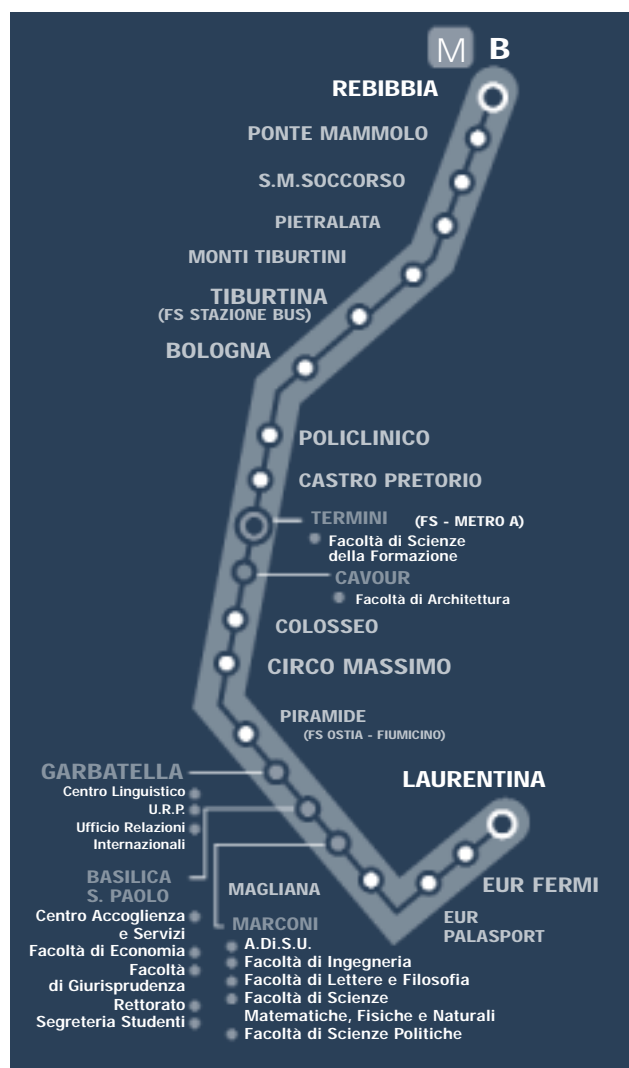 M B
REBIBBIA
PONTE MAMMOLO
S.M.SOCCORSO
PIETRALATA
MONTI TIBURTINI
TIBURTINA
(FS STAZIONE BUS)
BOLOGNA
POLICLINICO
CASTRO PRETORIO
TERMINI (FS - METRO A)
Facoltà di Scienze
della Formazione
CAVOUR
Facoltà di Architettura
COLOSSEO
CIRCO MASSIMO
PIRAMIDE
(FS OSTIA - FIUMICINO)
GARBATELLA
Centro Linguistico
U.R.P.
Ufficio Relazioni
Internazionali
LAURENTINA
BASILICA
S. PAOLO
Centro Accoglienza
e Servizi
Facoltà di Economia
Facoltà
di Giurisprudenza
Rettorato
Segreteria Studenti
MAGLIANA
MARCONI
A.Di.S.U.
Facoltà di Ingegneria
Facoltà di Lettere e Filosofia
Facoltà di Scienze
Matematiche, Fisiche e Naturali
Facoltà di Scienze Politiche
EUR FERMI
EUR
PALASPORT